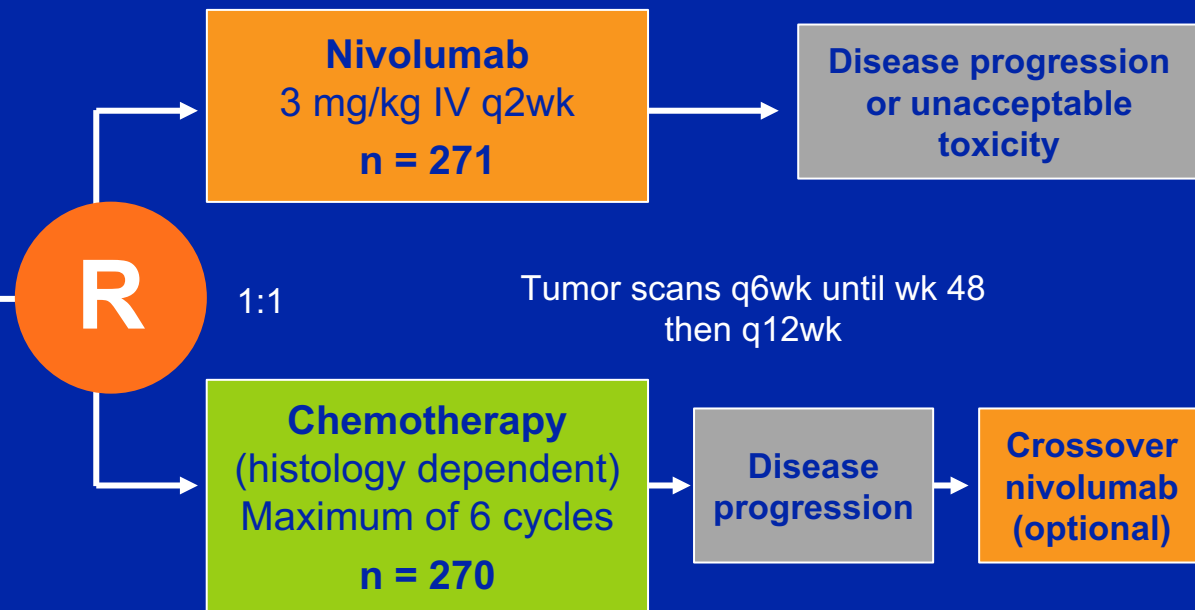 Nivolumab
3 mg/kg IV q2wk
n = 271
Disease progression
or unacceptable
toxicity
R
1:1
Tumor scans q6wk until wk 48
then q12wk
Chemotherapy
(histology dependent)
Maximum of 6 cycles
n = 270
Disease
progression
Crossover
nivolumab
(optional)